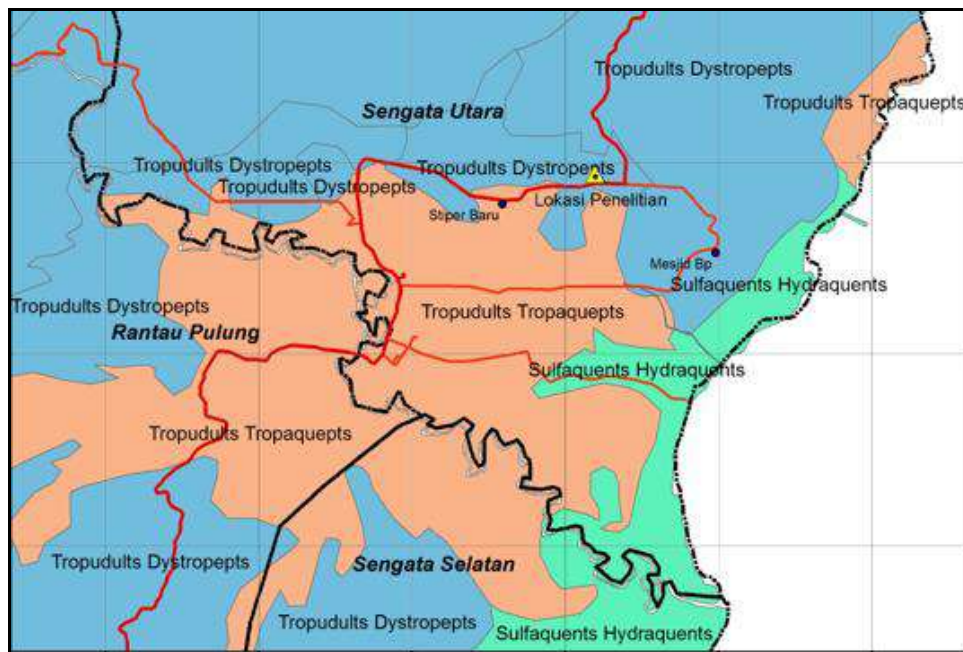 Tropudults Dystropepts
Tropudults Tropaquepts
Sengata Utara
Tropudults Dystropepts
Tropudults Dystropepts
Tropudults Dystropepts
Lokasi Penelitian
Stiper Baru
Mesjid Bp
Sulfaquents Hydraquents
Tropudults Dystropepts
Rantau Pulung
Tropudults Tropaquepts
Sulfaquents Hydraquents
Tropudults Tropaquepts
Tropudults Dystropepts
Sengata Selatan
Tropudults Dystropepts
Sulfaquents Hydraquents